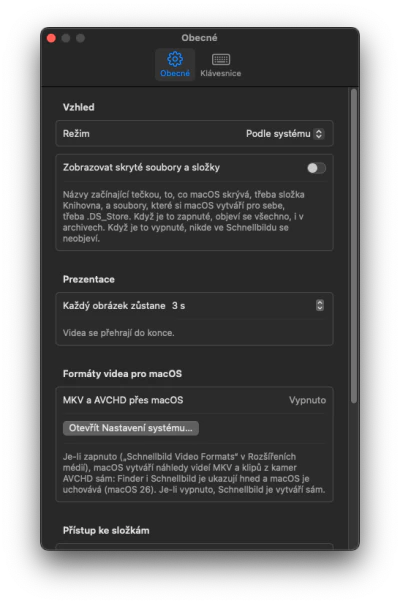 Obecné
Obecné
Klávesnice
Vzhled
Režim
Podle systému
Zobrazovat skryté soubory a složky
Názvy začínající tečkou, to, co macOS skrývá, třeba složka
Knihovna, a soubory, které si macOS vytváří pro sebe,
třeba .DS_Store. Když je to zapnuté, objeví se všechno, i v
archivech. Když je to vypnuté, nikde ve Schnellbildu se
neobjeví.
Prezentace
Každý obrázek zůstane 3 s
Videa se přehrají do konce.
Formáty videa pro macOS
MKV a AVCHD přes macOS
Vypnuto
Otevřít Nastavení systému...
Je-li zapnuto („Schnellbild Video Formats“ v Rozšířeních
médií), macOS vytváří náhledy videí MKV a klipů z kamer
AVCHD sám: Finder i Schnellbild je ukazují hned a macOS je
uchovává (macOS 26). Je-li vypnuto, Schnellbild je vytváří sám.
Přístup ke složkám